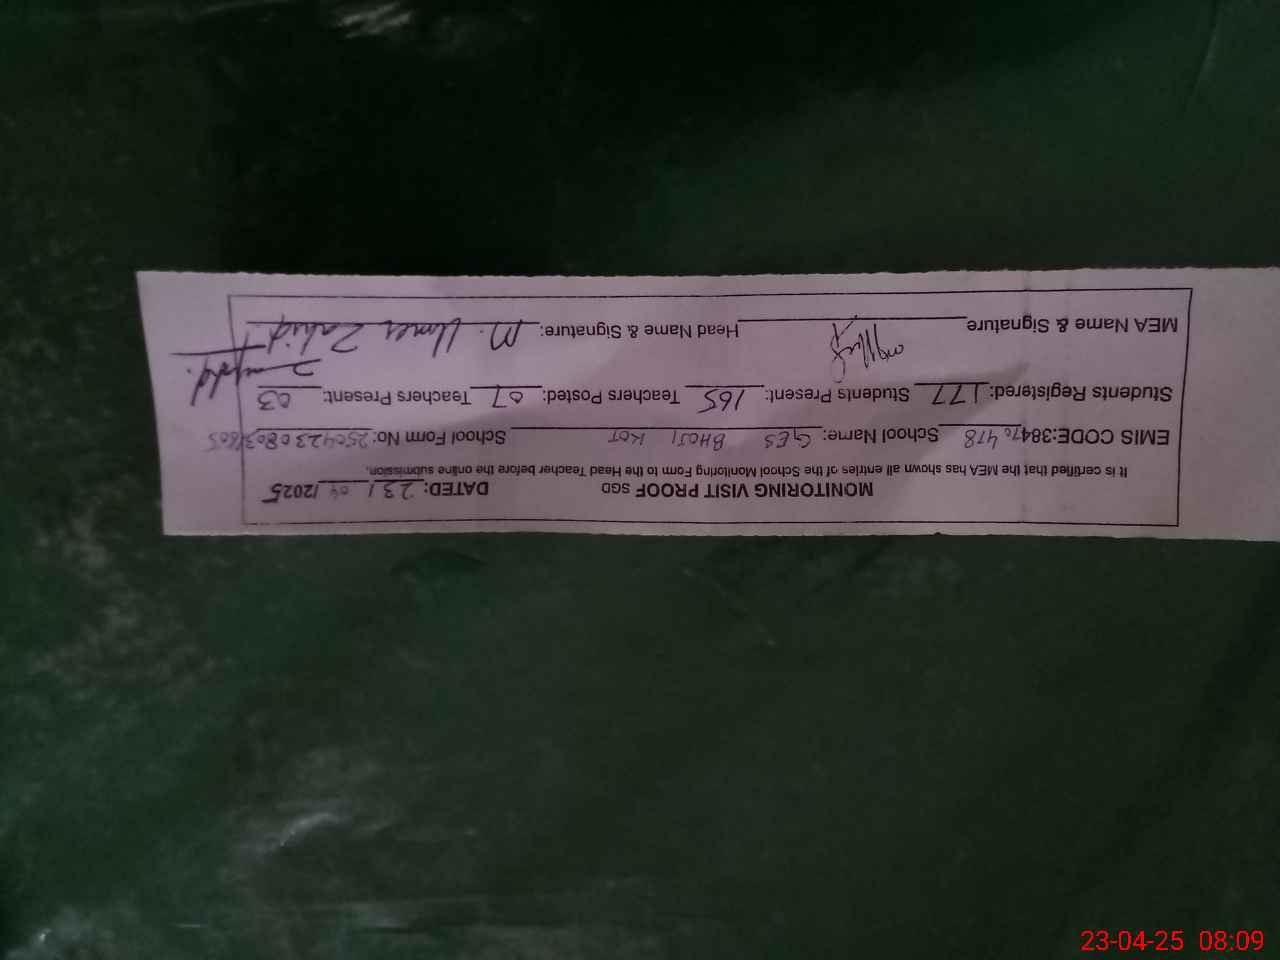 MONITORING VISIT PROOF SGD DATED: 23/ 04 /2025
It is certified that the MEA has shown all entries of the School Monitoring Form to the Head Teacher before the online submission.
EMIS CODE:38470478 School Name: GES BHOJI KOT School Form No: 2504230803865
Students Registered: 177 Students Present: 165 Teachers Posted: 07 Teachers Present: 03
MEA Name & Signature Head Name & Signature: M. Umer Zahid
23-04-25 08:09